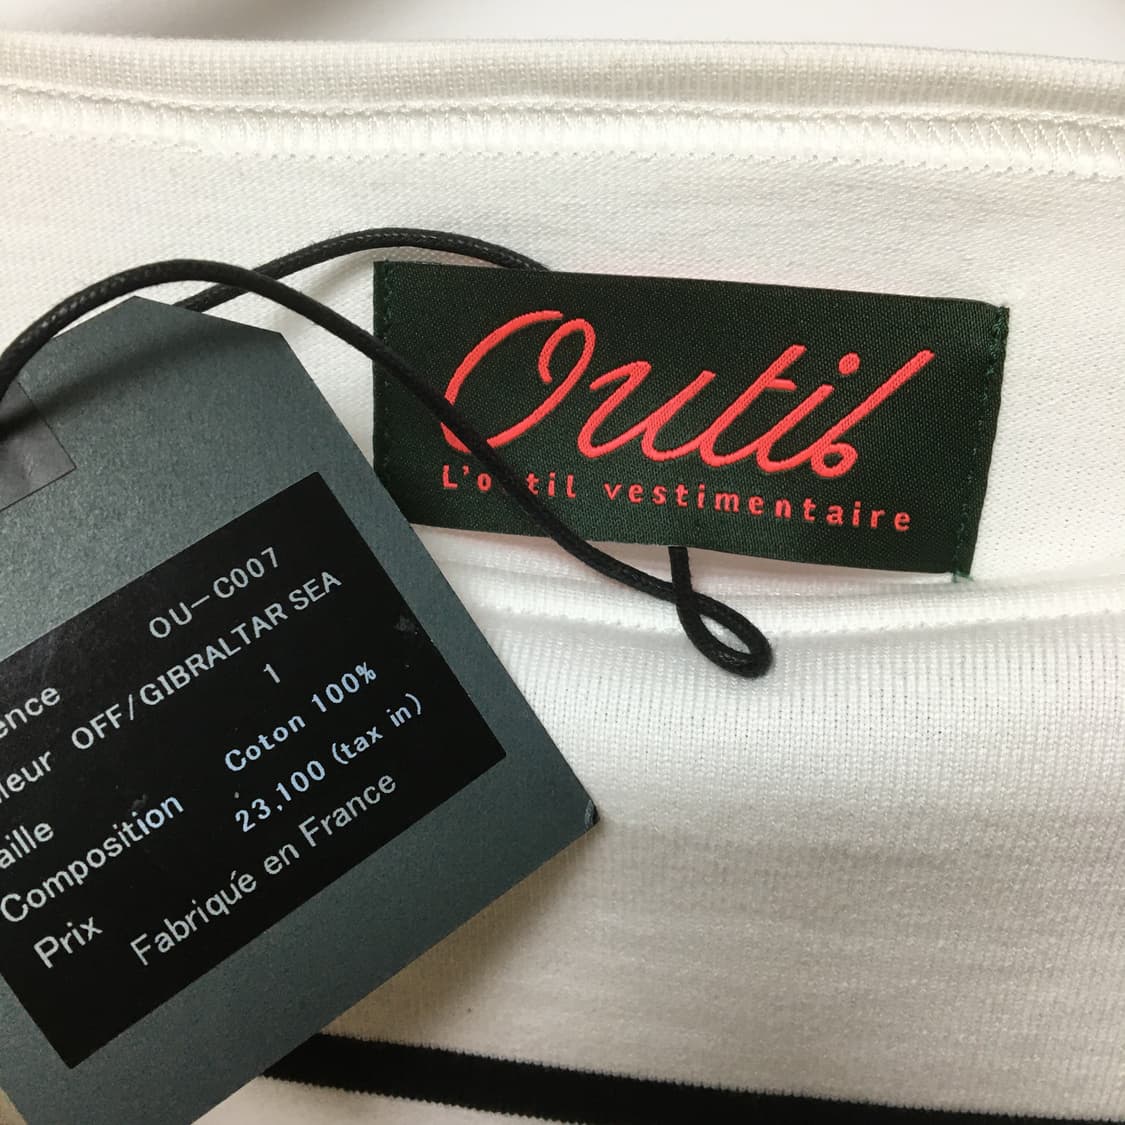 Outil
L'outil vestimentaire
ence OU-C007
leur OFF/GIBRALTAR SEA
aille 1
Composition Coton 100%
Prix 23,100 (tax in)
Fabriqué en France